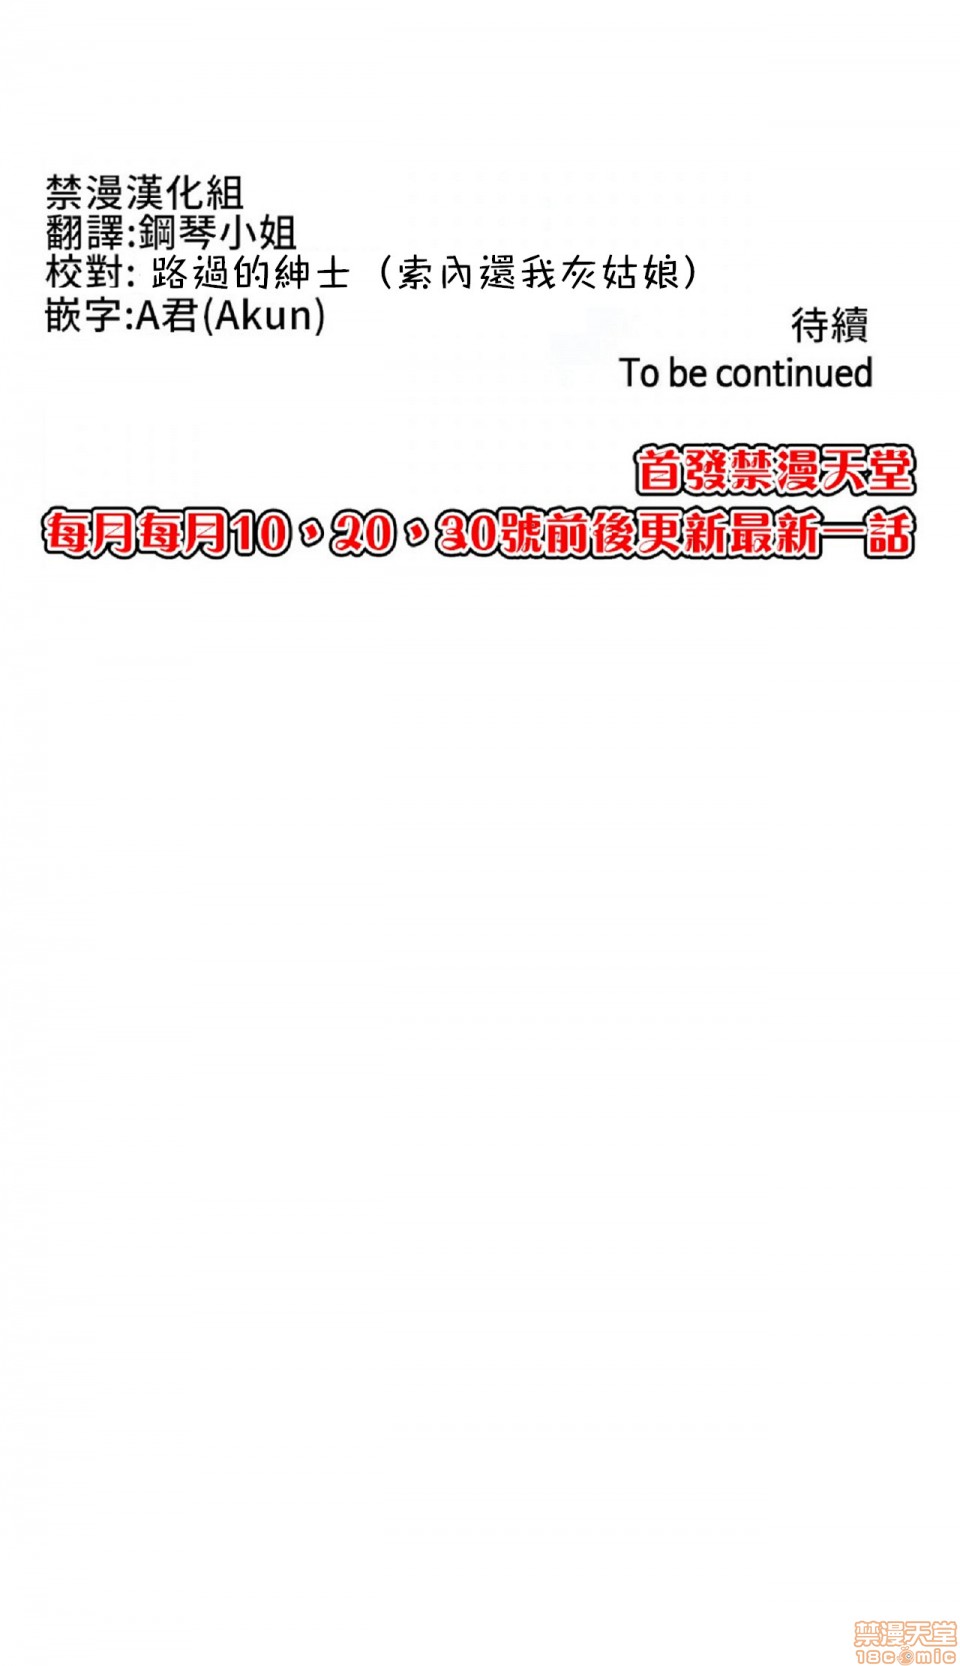 禁漫漢化組
翻譯:鋼琴小姐
校對: 路過的紳士（索內還我灰姑娘）
嵌字:A君(Akun)
待續
To be continued
首發禁漫天堂
每月每月10，20，30號前後更新最新一話
禁漫天堂
18comic